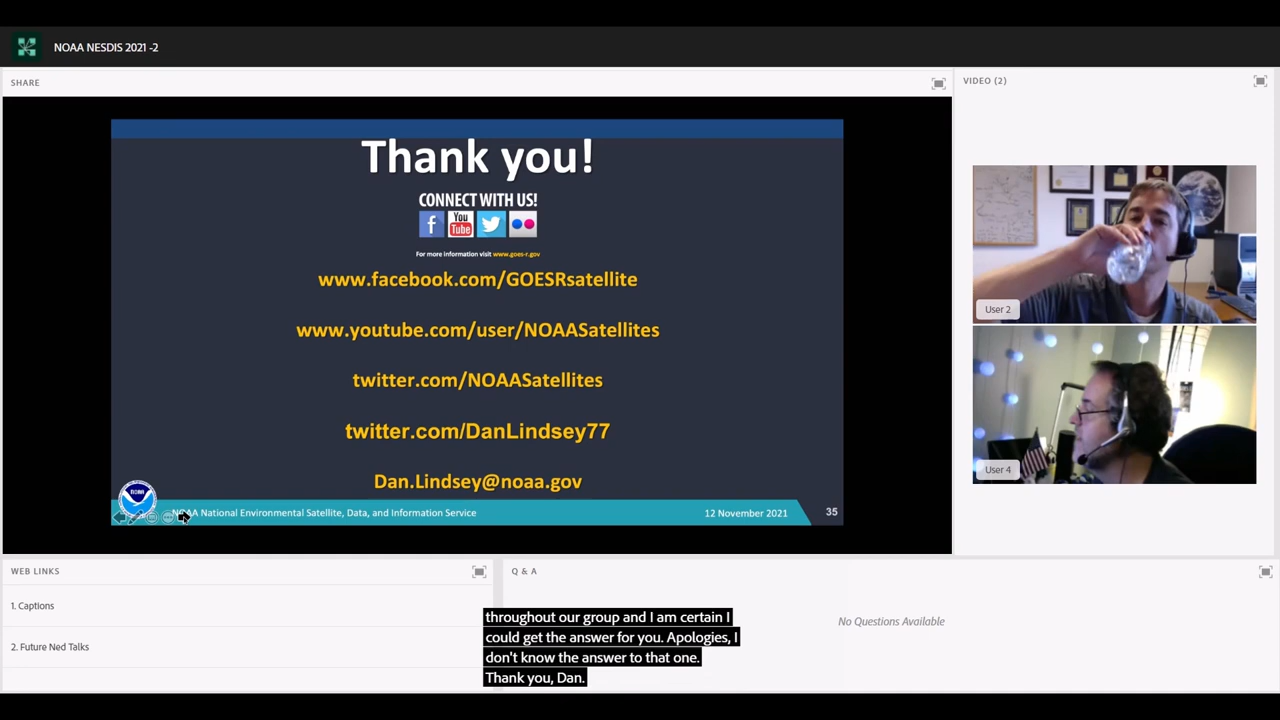 NOAA NESDIS 2021 -2
SHARE
Thank you!
CONNECT WITH US!
f
You
Tube
For more information visit www.goes-r.gov
www.facebook.com/GOESRsatellite
www.youtube.com/user/NOAASatellites
twitter.com/NOAASatellites
twitter.com/DanLindsey77
Dan.Lindsey@noaa.gov
NOAA
NOAA National Environmental Satellite, Data, and Information Service
12 November 2021
35
VIDEO (2)
User 2
User 4
WEB LINKS
1. Captions
2. Future Ned Talks
Q & A
No Questions Available
throughout our group and I am certain I
could get the answer for you. Apologies, I
don't know the answer to that one.
Thank you, Dan.